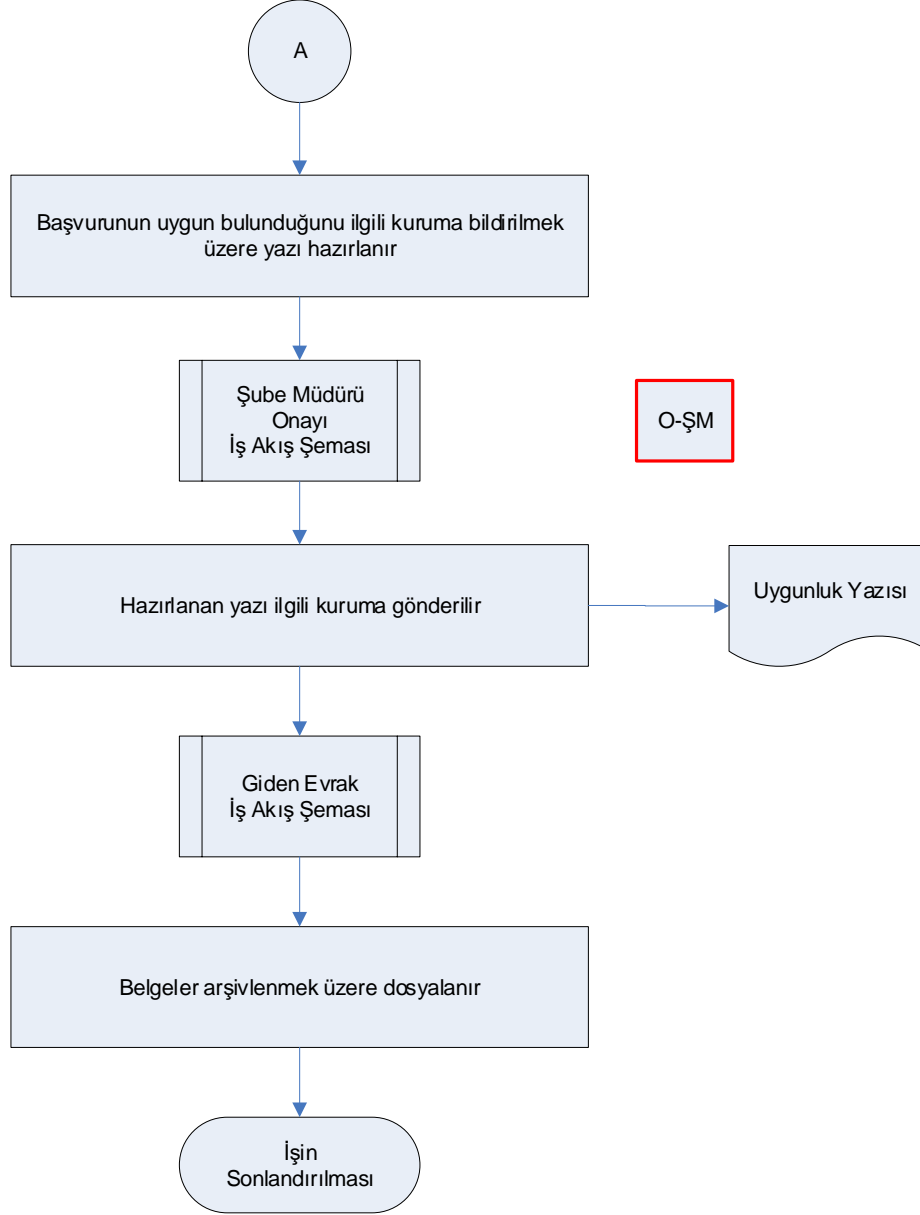 A
Başvurunun uygun bulunduğunu ilgili kuruma bildirilmek
üzere yazı hazırlanır
Şube Müdürü
Onayı
İş Akış Şeması
O-ŞM
Hazırlanan yazı ilgili kuruma gönderilir
Uygunluk Yazısı
Giden Evrak
İş Akış Şeması
Belgeler arşivlenmek üzere dosyalanır
İşin
Sonlandırılması